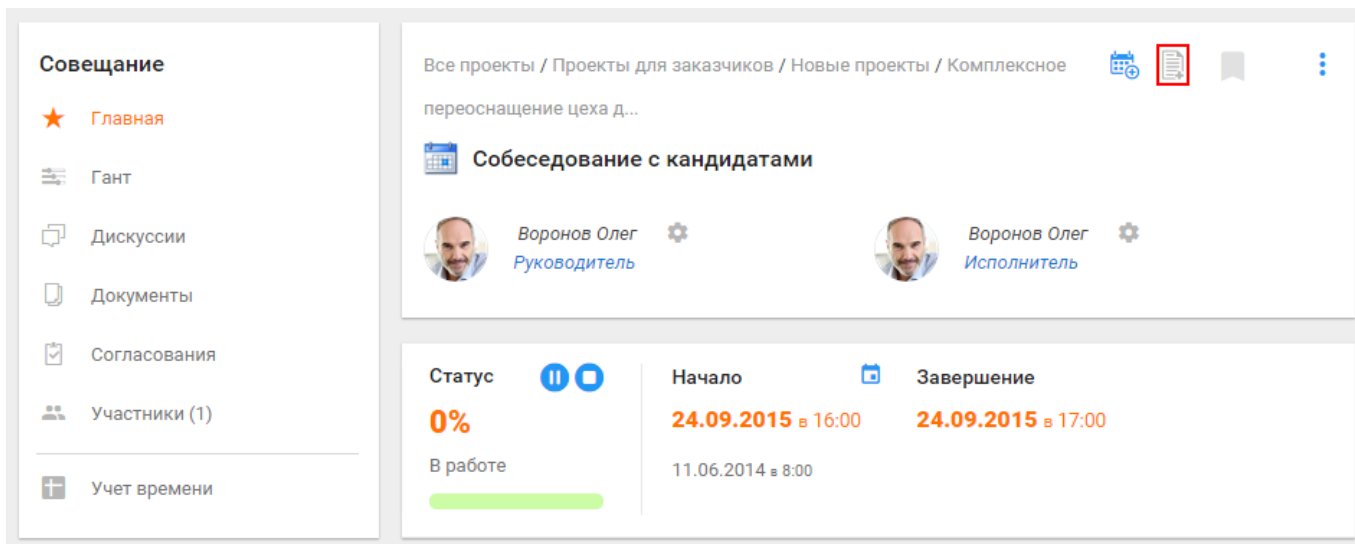 Совещание
Главная
Гант
Дискуссии
Документы
Согласования
Участники (1)
Учет времени
Все проекты / Проекты для заказчиков / Новые проекты / Комплексное
переоснащение цеха д...
Собеседование с кандидатами
Воронов Олег
Руководитель
Воронов Олег
Исполнитель
Статус
0%
В работе
Начало
24.09.2015 в 16:00
11.06.2014 в 8:00
Завершение
24.09.2015 в 17:00